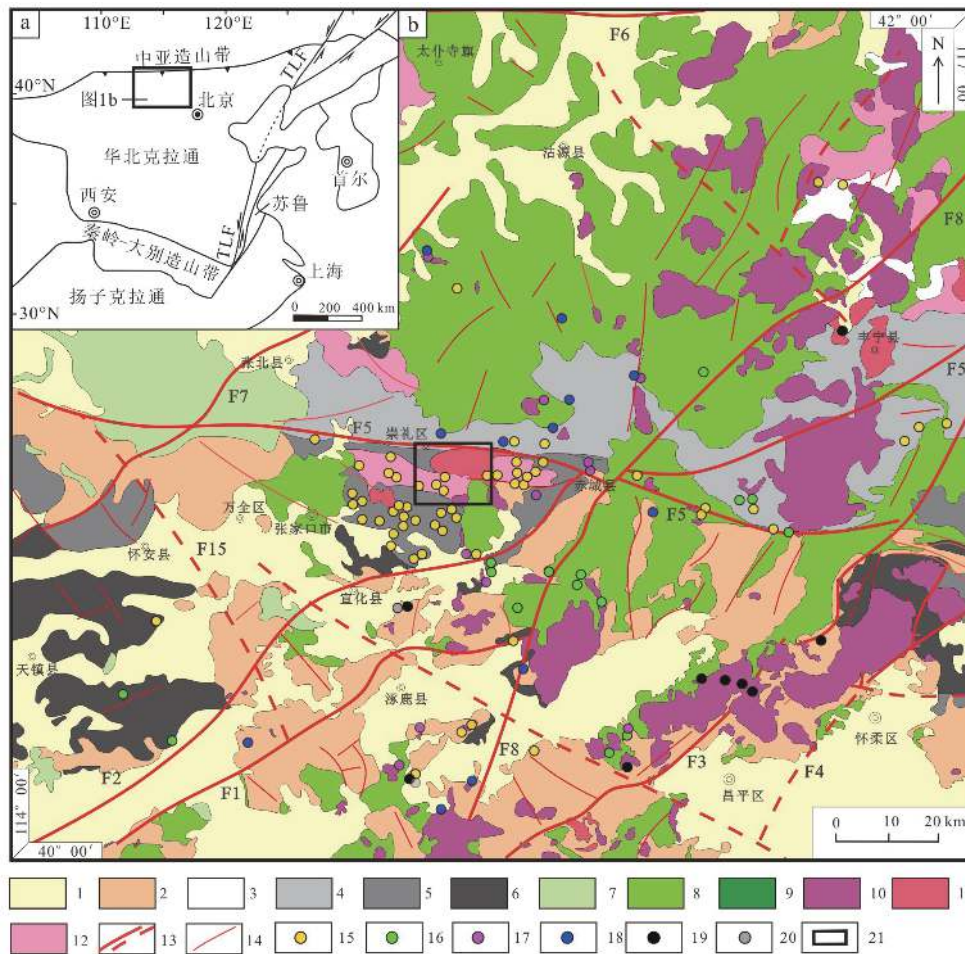 a
110°E
120°E
中亚造山带
TLF
40°N
图1b
北京
华北克拉通
首尔
西安
苏鲁
秦岭-大别造山带
TLF
上海
扬子克拉通
30°N
0 200 400 km
b
F6
42° 00′
117° 00′
N
太仆寺旗
沽源县
F8
丰宁县
张北县
F7
F5
F5
崇礼区
赤城县
万全区
张家口市
F5
怀安县
F15
宣化县
天镇县
涿鹿县
怀柔区
F2
F8
F3
F4
F1
昌平区
114° 00′
0 10 20 km
40° 00′
1 2 3 4 5 6 7 8 9 10 1
12 13 14 15 16 17 18 19 20 21